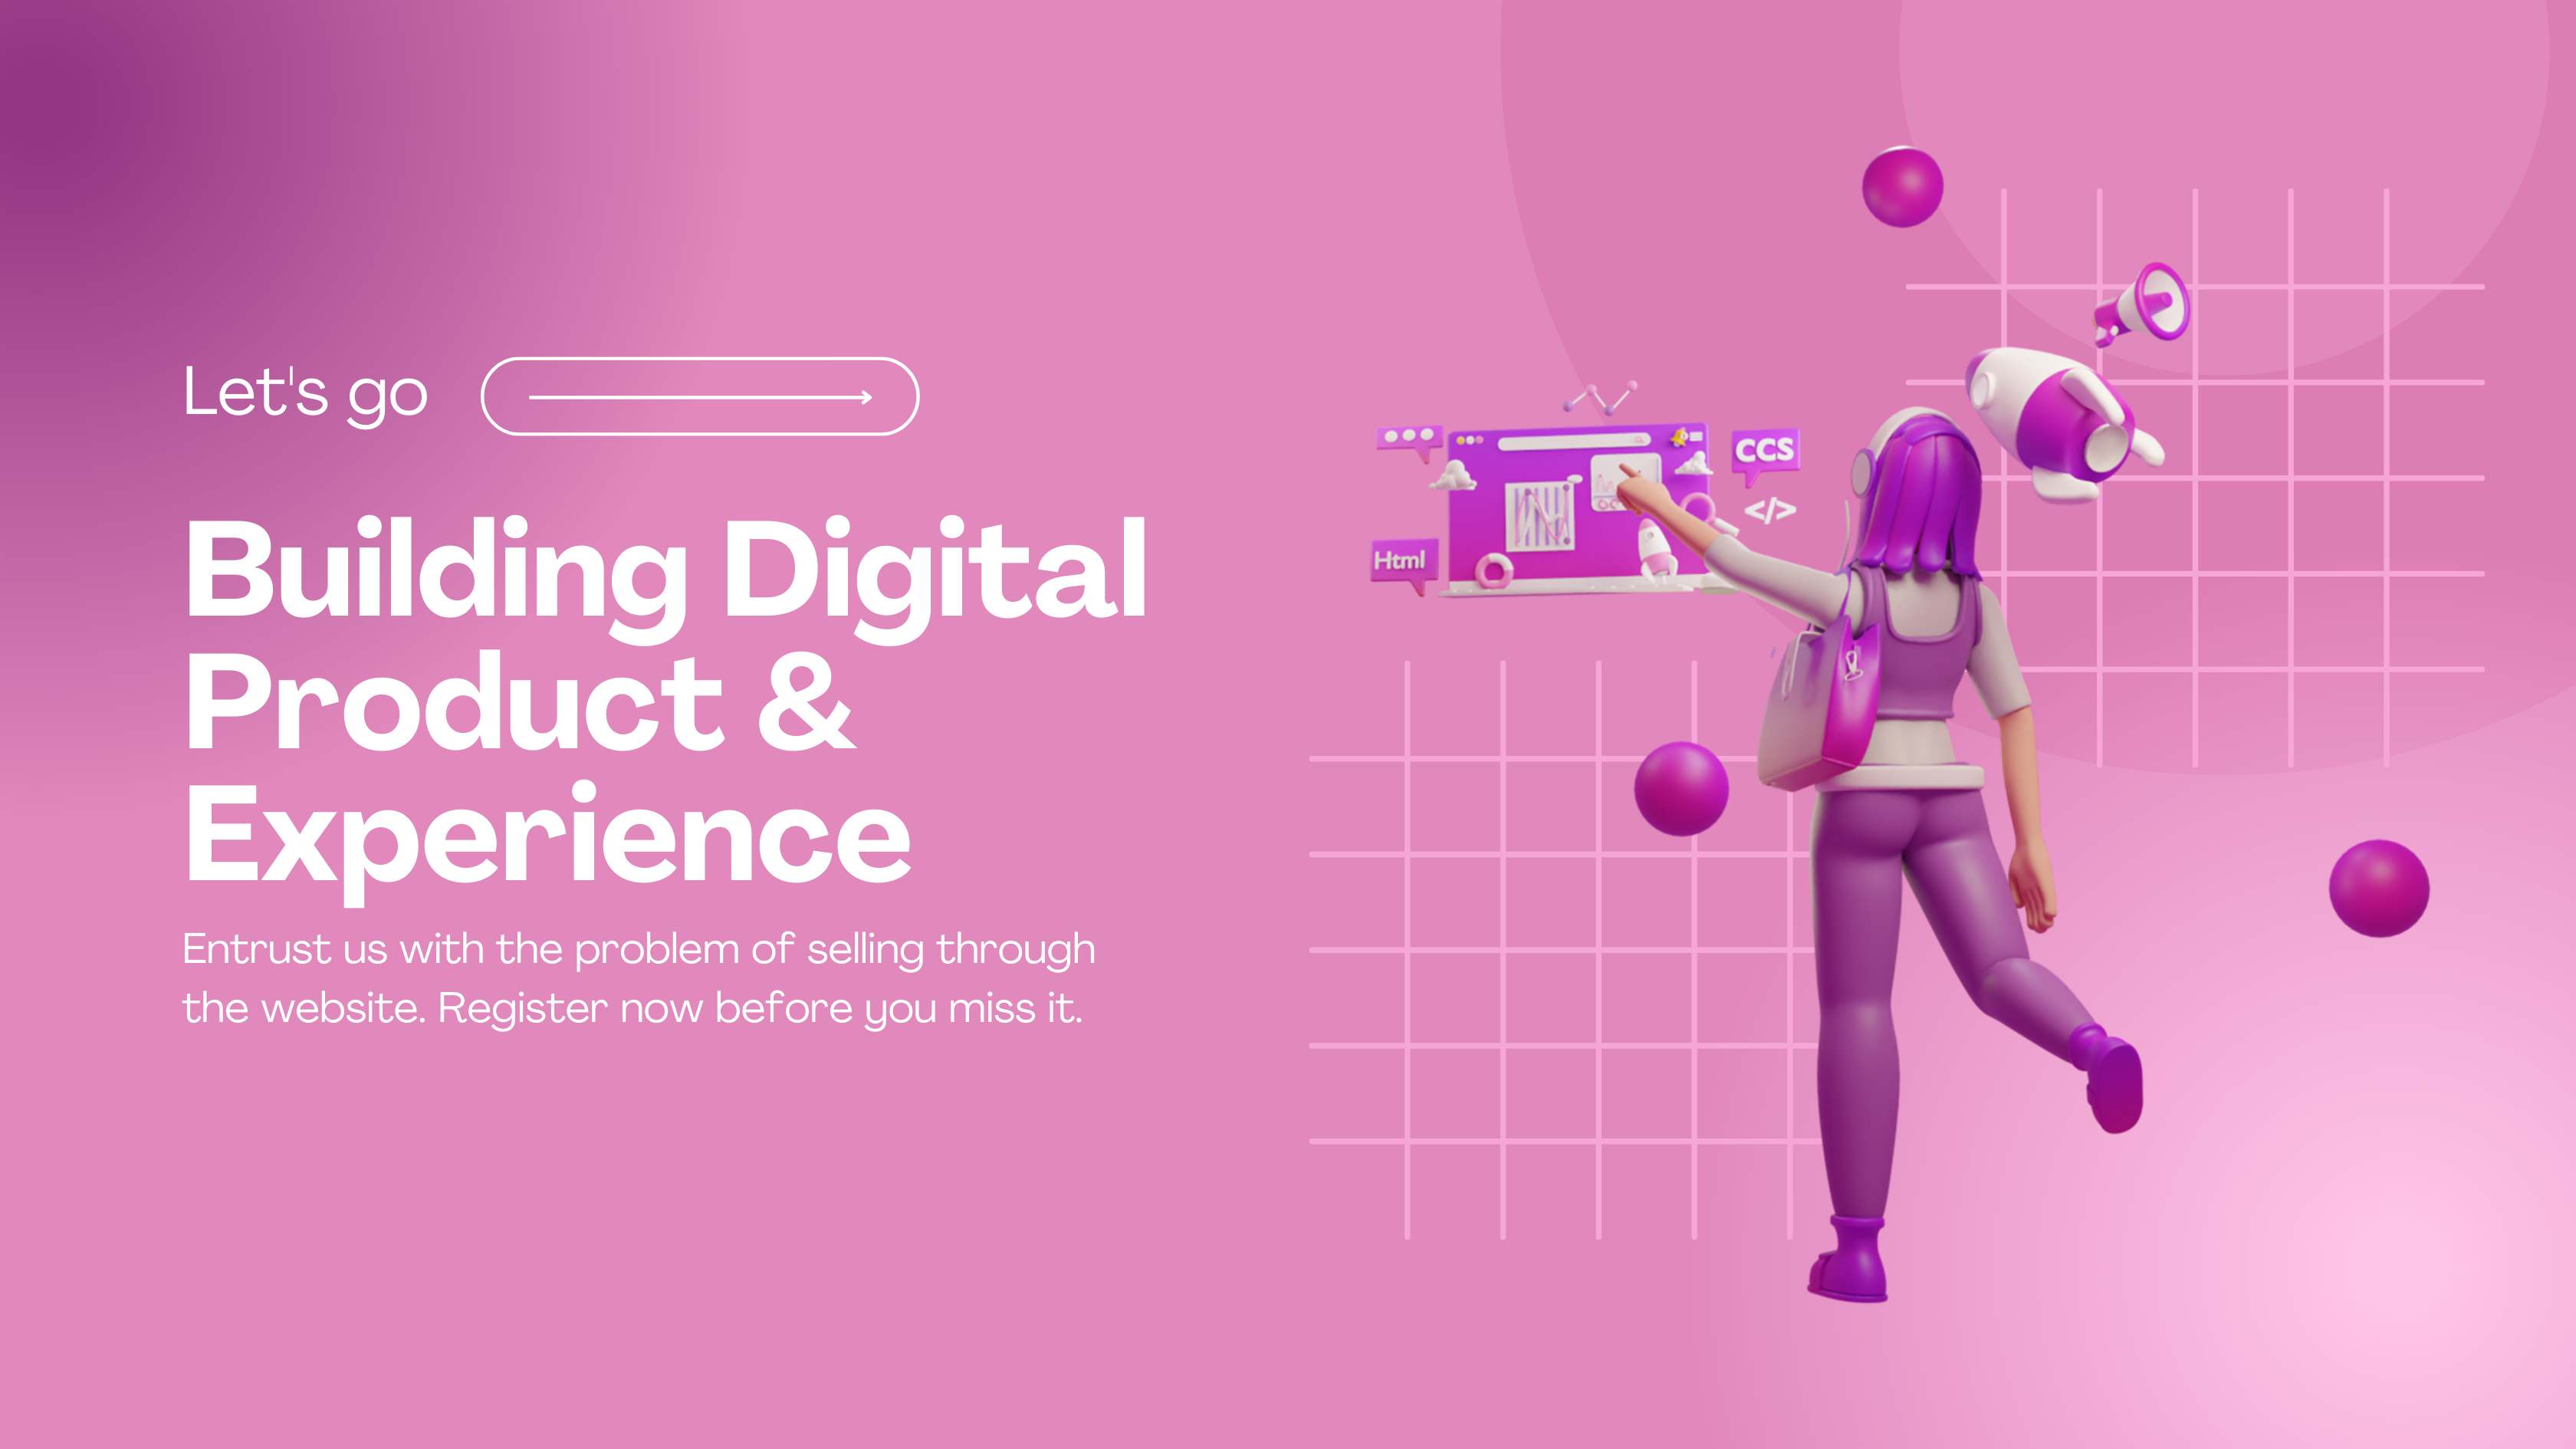 Let's go
Building Digital
Product &
Experience
Entrust us with the problem of selling through
the website. Register now before you miss it.
CCS
</>
Html